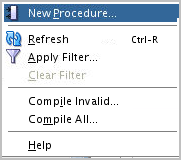 New Procedure...
Refresh Ctrl-R
Apply Filter...
Clear Filter
Compile Invalid...
Compile All...
Help